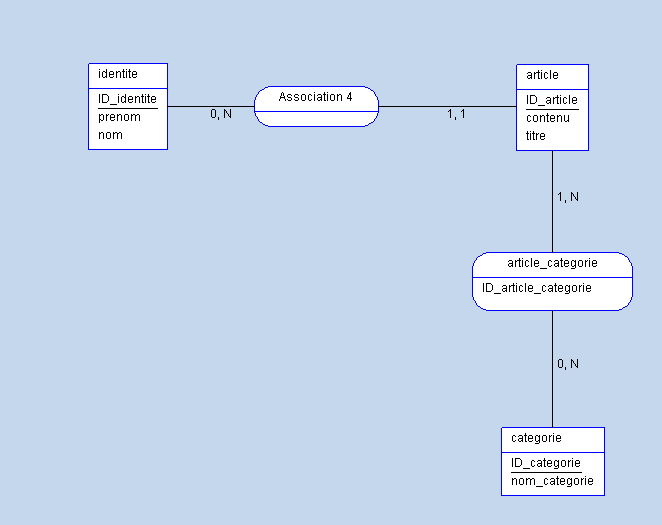 identite
ID_identite
prenom
nom
0, N
Association 4
1, 1
article
ID_article
contenu
titre
1, N
article_categorie
ID_article_categorie
0, N
categorie
ID_categorie
nom_categorie